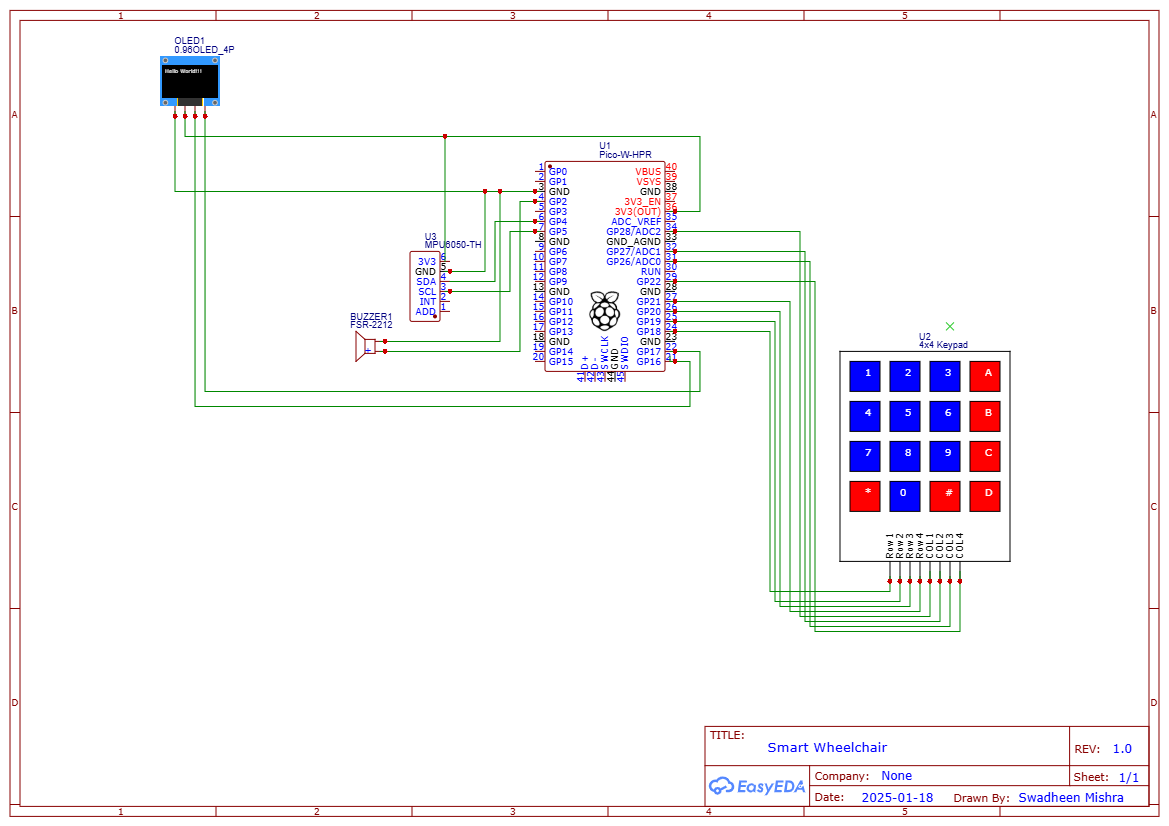 1 2 3 4 5
A A
B B
C C
D D
1 2 3 4 5
OLED1
0.96OLED_4P
Hello World!!!
U1
Pico-W-HPR
1 GP0
2 GP1
3 GND
4 GP2
5 GP3
6 GP4
7 GP5
8 GND
9 GP6
10 GP7
11 GP8
12 GP9
13 GND
14 GP10
15 GP11
16 GP12
17 GP13
18 GND
19 GP14
20 GP15
VBUS 40
VSYS 39
GND 38
3V3_EN 37
3V3(OUT) 36
ADC_VREF 35
GP28/ADC2 34
GND_AGND 33
GP27/ADC1 32
GP26/ADC0 31
RUN 30
GP22 29
GND 28
GP21 27
GP20 26
GP19 25
GP18 24
GND 23
GP17 22
GP16 21
41 D+
42 D-
43 SWCLK
44 GND
45 SWDIO
U3
MPU6050-TH
3V3 6
GND 5
SDA 4
SCL 3
INT 2
ADD 1
BUZZER1
FSR-2212
+
U2
4x4 Keypad
1 2 3 A
4 5 6 B
7 8 9 C
* 0 # D
Row1
Row2
Row3
Row4
COL1
COL2
COL3
COL4
TITLE:
Smart Wheelchair
REV: 1.0
EasyEDA
Company: None
Sheet: 1/1
Date: 2025-01-18 Drawn By: Swadheen Mishra